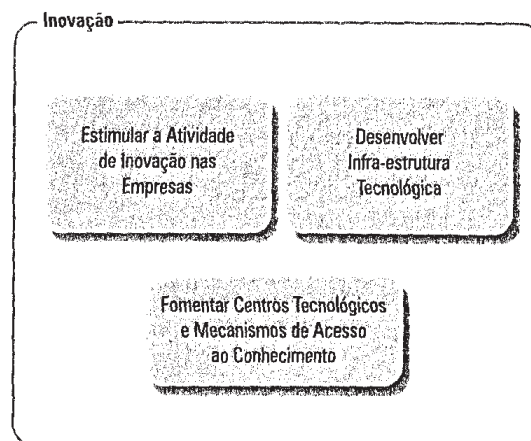 Inovação
Estimular a Atividade
de Inovação nas
Empresas
Desenvolver
Infra-estrutura
Tecnológica
Fomentar Centros Tecnológicos
e Mecanismos de Acesso
ao Conhecimento